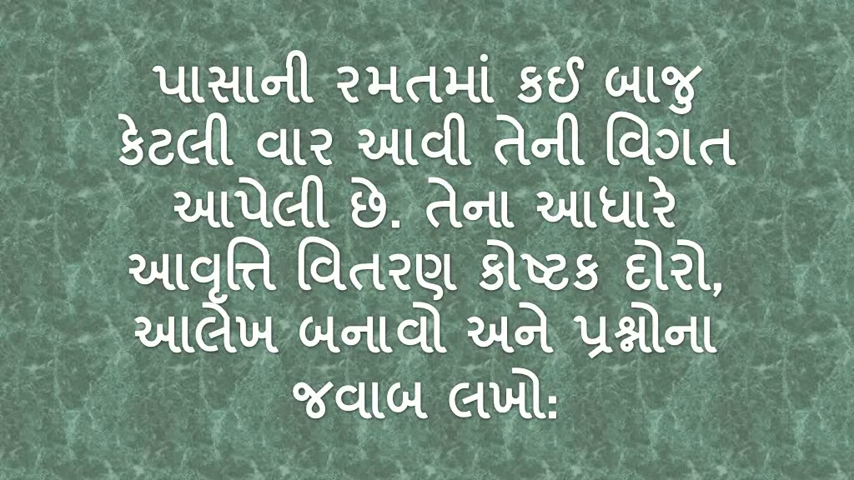 પાસાની રમતમાં કઈ બાજુ
કેટલી વાર આવી તેની વિગત
આપેલી છે. તેના આધારે
આવૃત્તિ વિતરણ કોષ્ટક દોરો,
આલેખ બનાવો અને પ્રશ્નોના
જવાબ લખો: